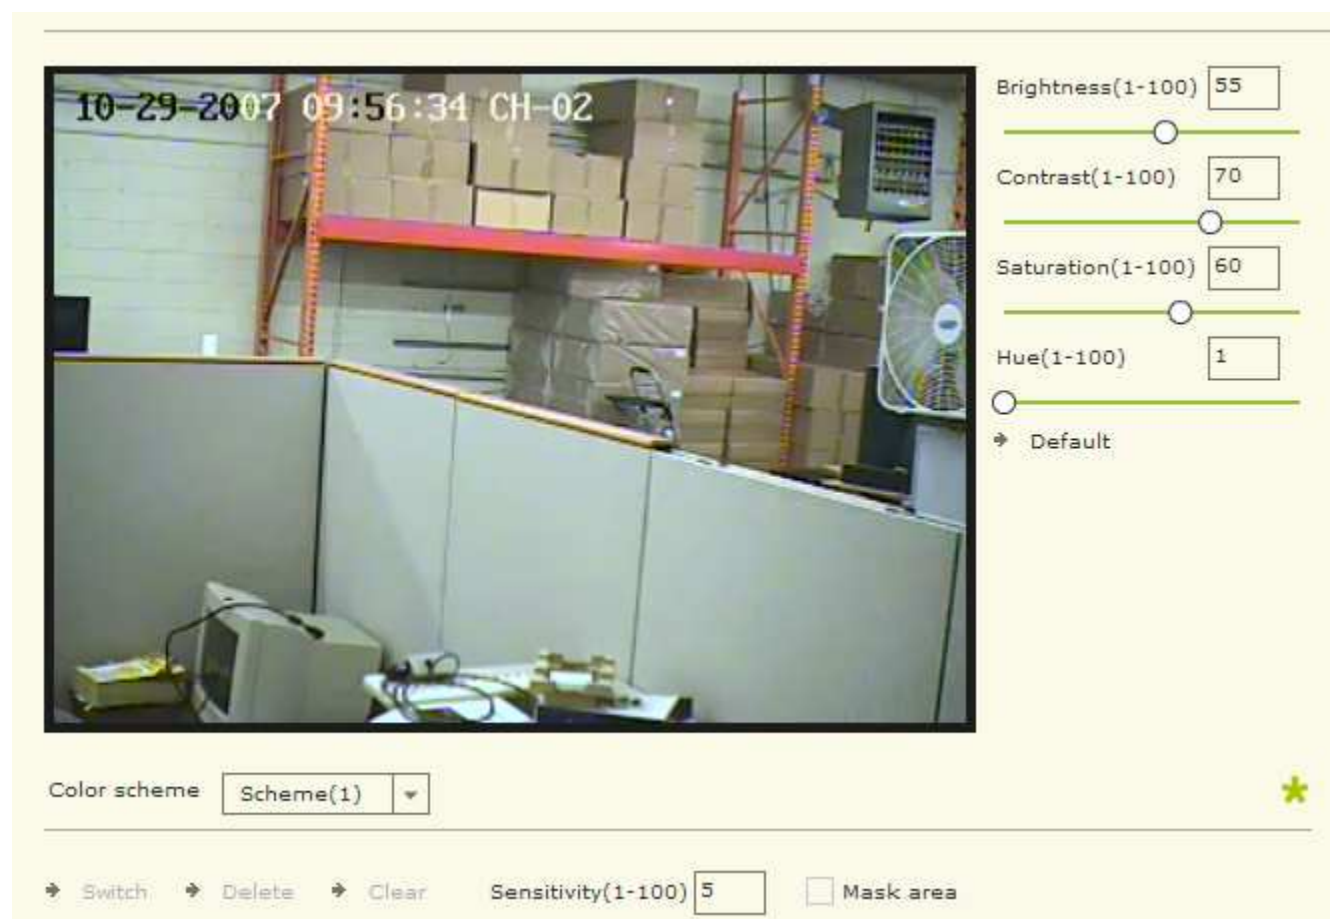 10-29-2007 09:56:34 CH-02
Brightness(1-100) 55
Contrast(1-100) 70
Saturation(1-100) 60
Hue(1-100) 1
Default
Color scheme Scheme(1)
*
Switch Delete Clear Sensitivity(1-100) 5 Mask area